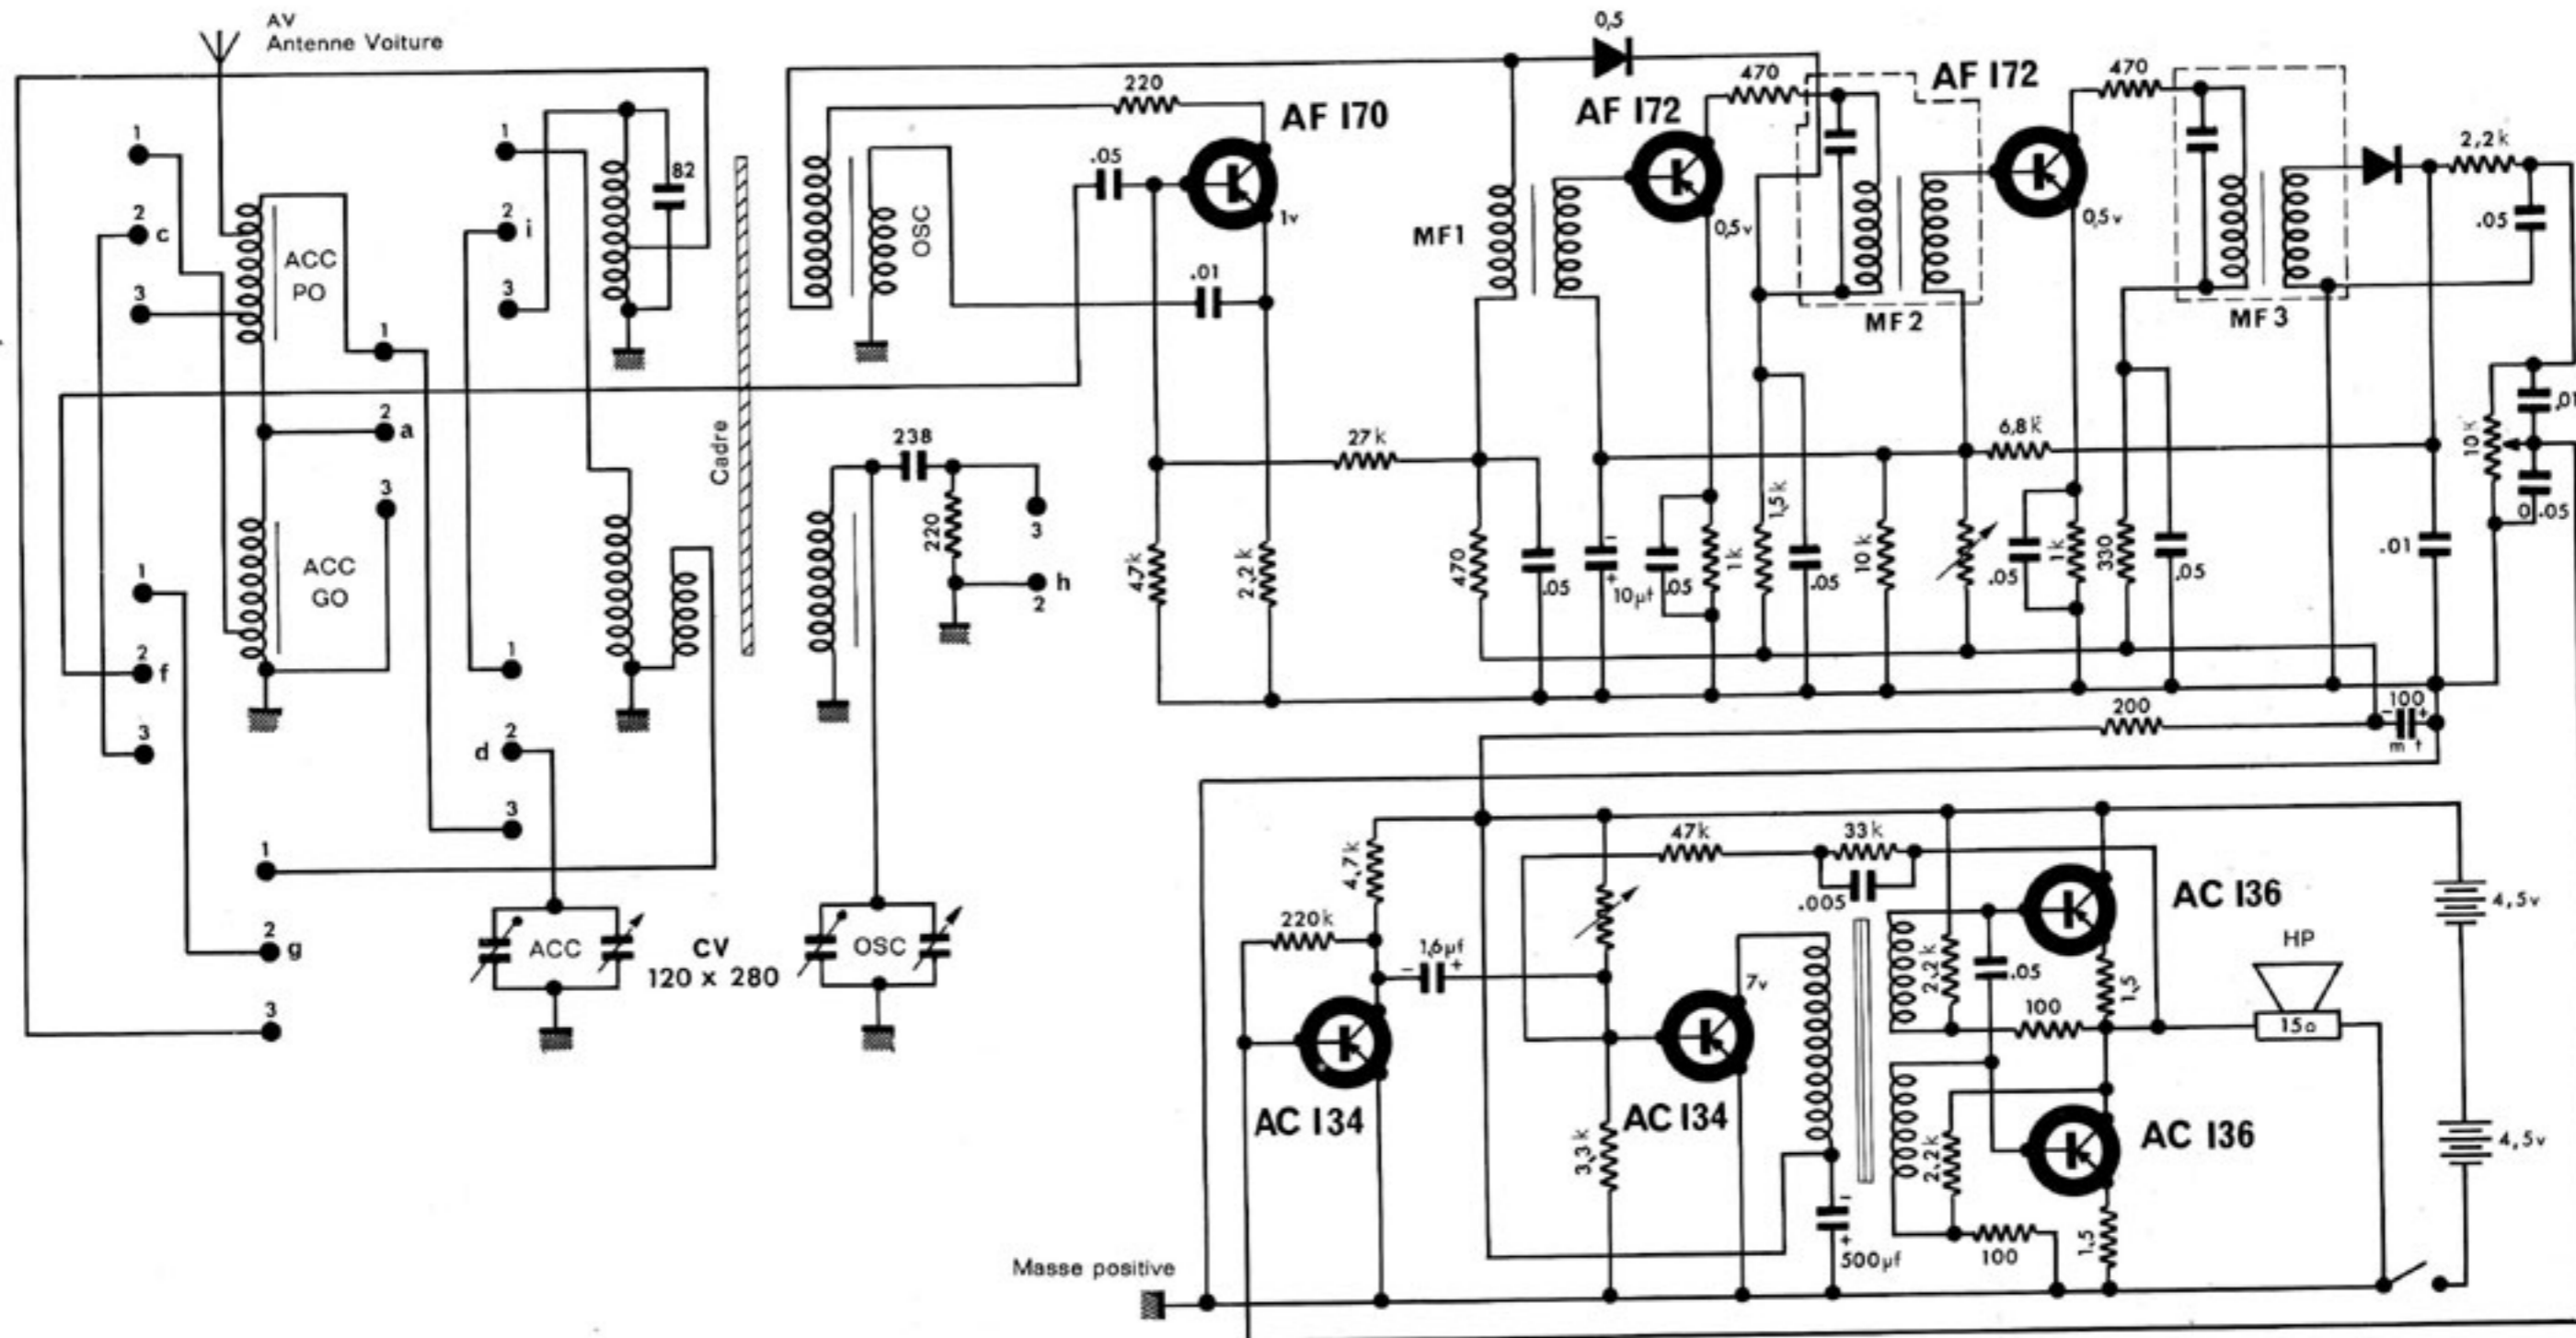 AV
Antenne Voiture
1
2 c
3
ACC
PO
1
2 a
3
ACC
GO
1
2 f
3
1
2 g
3
1
2 i
3
82
1
d 2
3
ACC
CV
120 x 280
OSC
Cadre
OSC
238
220
3
h
2
220
AF 170
.05
1v
.01
27k
4,7k
2,2k
0,5
MF1
AF 172
0,5v
470
MF2
470
.05
10µf
.05
1k
1,5k
.05
10k
AF 172
0,5v
470
MF3
6,8k
.05
1k
330
.05
2,2k
.05
10k
.01
0.05
.01
200
100
- +
m f
4,7k
220k
1,6µf
- +
AC 134
47k
33k
.005
3,3k
AC 134
7v
500µf
- +
2,2k
.05
100
AC 136
1,5
2,2k
100
AC 136
1,5
HP
15Ω
4,5v
4,5v
Masse positive